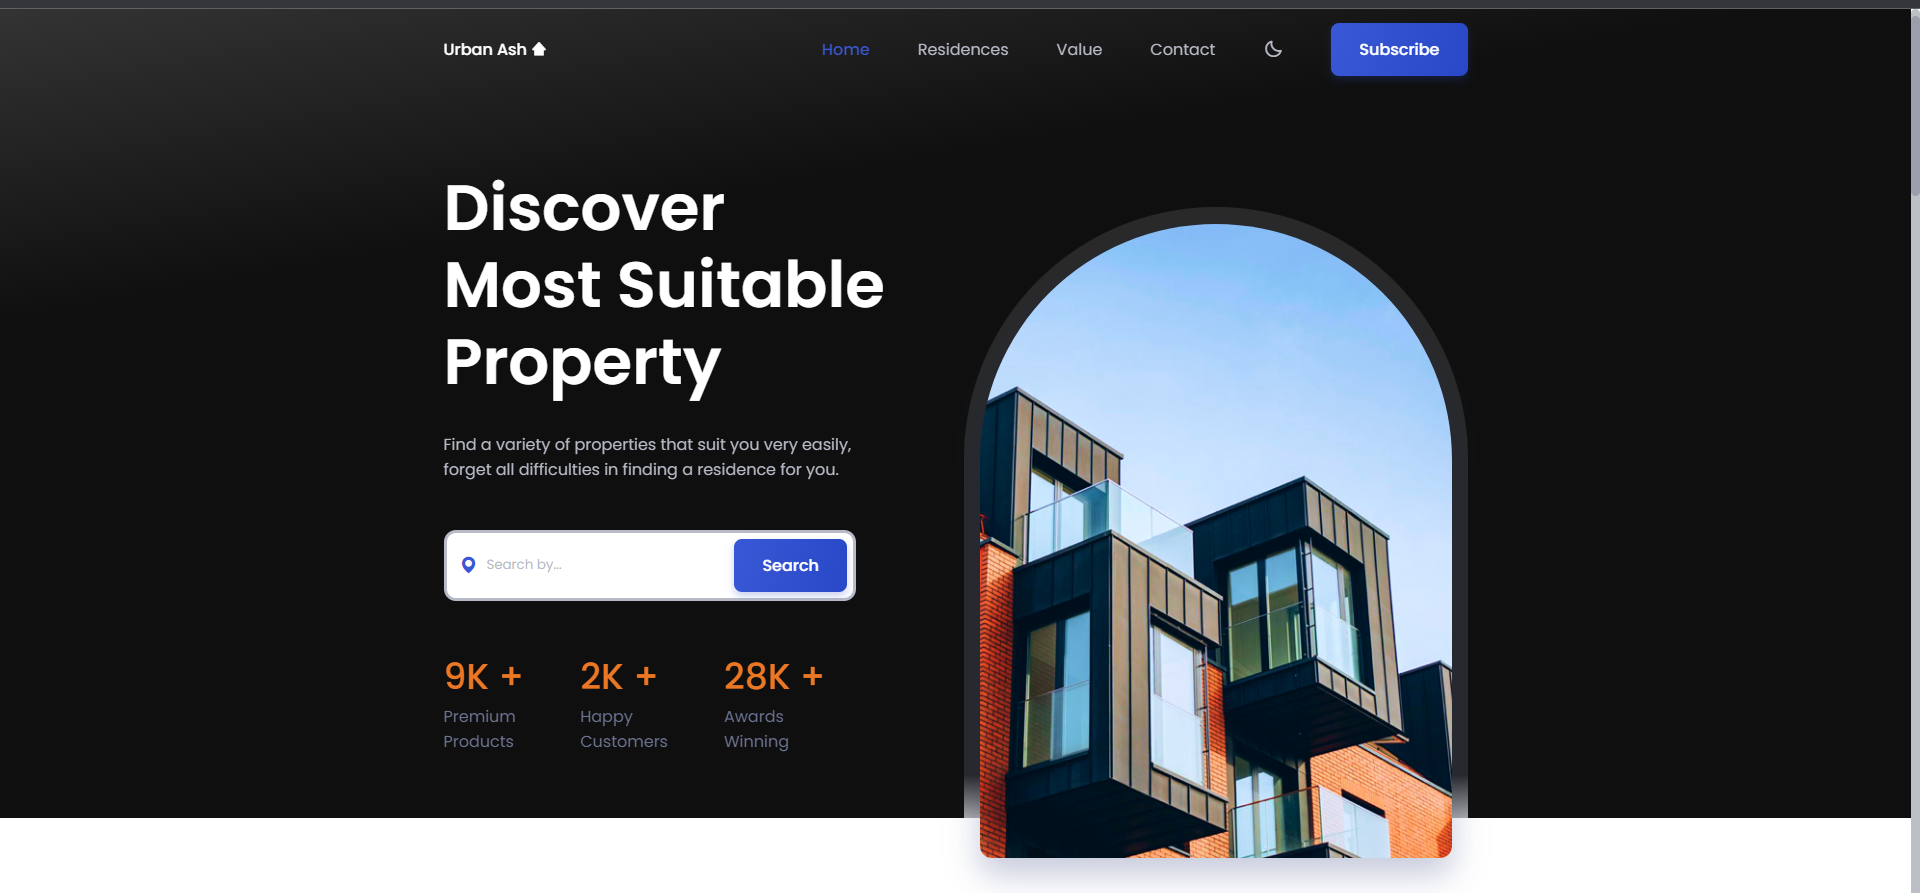 Urban Ash
Home
Residences
Value
Contact
Subscribe
Discover
Most Suitable
Property
Find a variety of properties that suit you very easily,
forget all difficulties in finding a residence for you.
Search by...
Search
9K +
Premium
Products
2K +
Happy
Customers
28K +
Awards
Winning